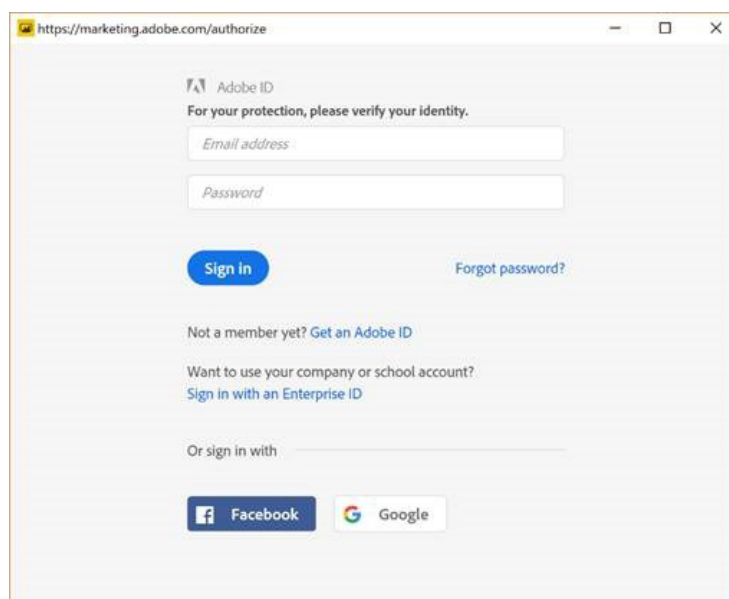 https://marketing.adobe.com/authorize
Adobe ID
For your protection, please verify your identity.
Email address
Password
Sign in
Forgot password?
Not a member yet? Get an Adobe ID
Want to use your company or school account?
Sign in with an Enterprise ID
Or sign in with
Facebook
Google